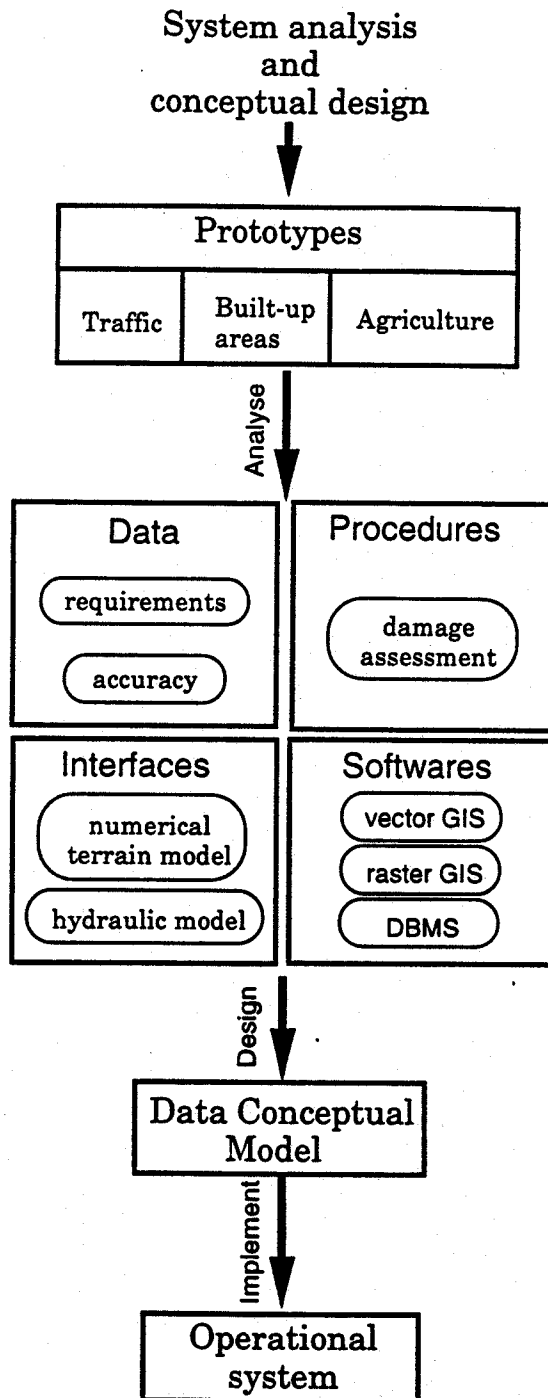 System analysis
and
conceptual design
Prototypes
Traffic
Built-up
areas
Agriculture
Analyse
Data
requirements
accuracy
Procedures
damage
assessment
Interfaces
numerical
terrain model
hydraulic model
Softwares
vector GIS
raster GIS
DBMS
Design
Data Conceptual
Model
Implement
Operational
system